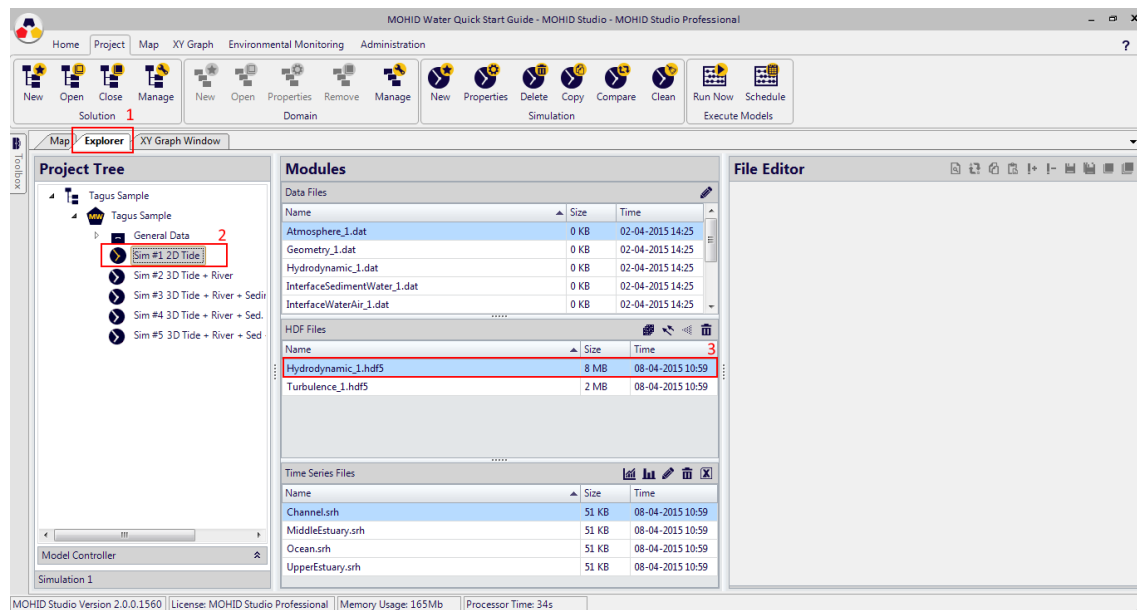 MOHID Water Quick Start Guide - MOHID Studio - MOHID Studio Professional
Home Project Map XY Graph Environmental Monitoring Administration ?
New Open Close Manage New Open Properties Remove Manage New Properties Delete Copy Compare Clean Run Now Schedule
Solution 1 Domain Simulation Execute Models
Toolbox
Map Explorer XY Graph Window
Project Tree
Tagus Sample
MW Tagus Sample
General Data 2
Sim #1 2D Tide
Sim #2 3D Tide + River
Sim #3 3D Tide + River + Sedir
Sim #4 3D Tide + River + Sed.
Sim #5 3D Tide + River + Sed
Model Controller
Simulation 1
Modules
Data Files
Name Size Time
Atmosphere_1.dat 0 KB 02-04-2015 14:25
Geometry_1.dat 0 KB 02-04-2015 14:25
Hydrodynamic_1.dat 0 KB 02-04-2015 14:25
InterfaceSedimentWater_1.dat 0 KB 02-04-2015 14:25
InterfaceWaterAir_1.dat 0 KB 02-04-2015 14:25
HDF Files
Name Size Time 3
Hydrodynamic_1.hdf5 8 MB 08-04-2015 10:59
Turbulence_1.hdf5 2 MB 08-04-2015 10:59
Time Series Files
Name Size Time
Channel.srh 51 KB 08-04-2015 10:59
MiddleEstuary.srh 51 KB 08-04-2015 10:59
Ocean.srh 51 KB 08-04-2015 10:59
UpperEstuary.srh 51 KB 08-04-2015 10:59
File Editor
MOHID Studio Version 2.0.0.1560 License: MOHID Studio Professional Memory Usage: 165Mb Processor Time: 34s